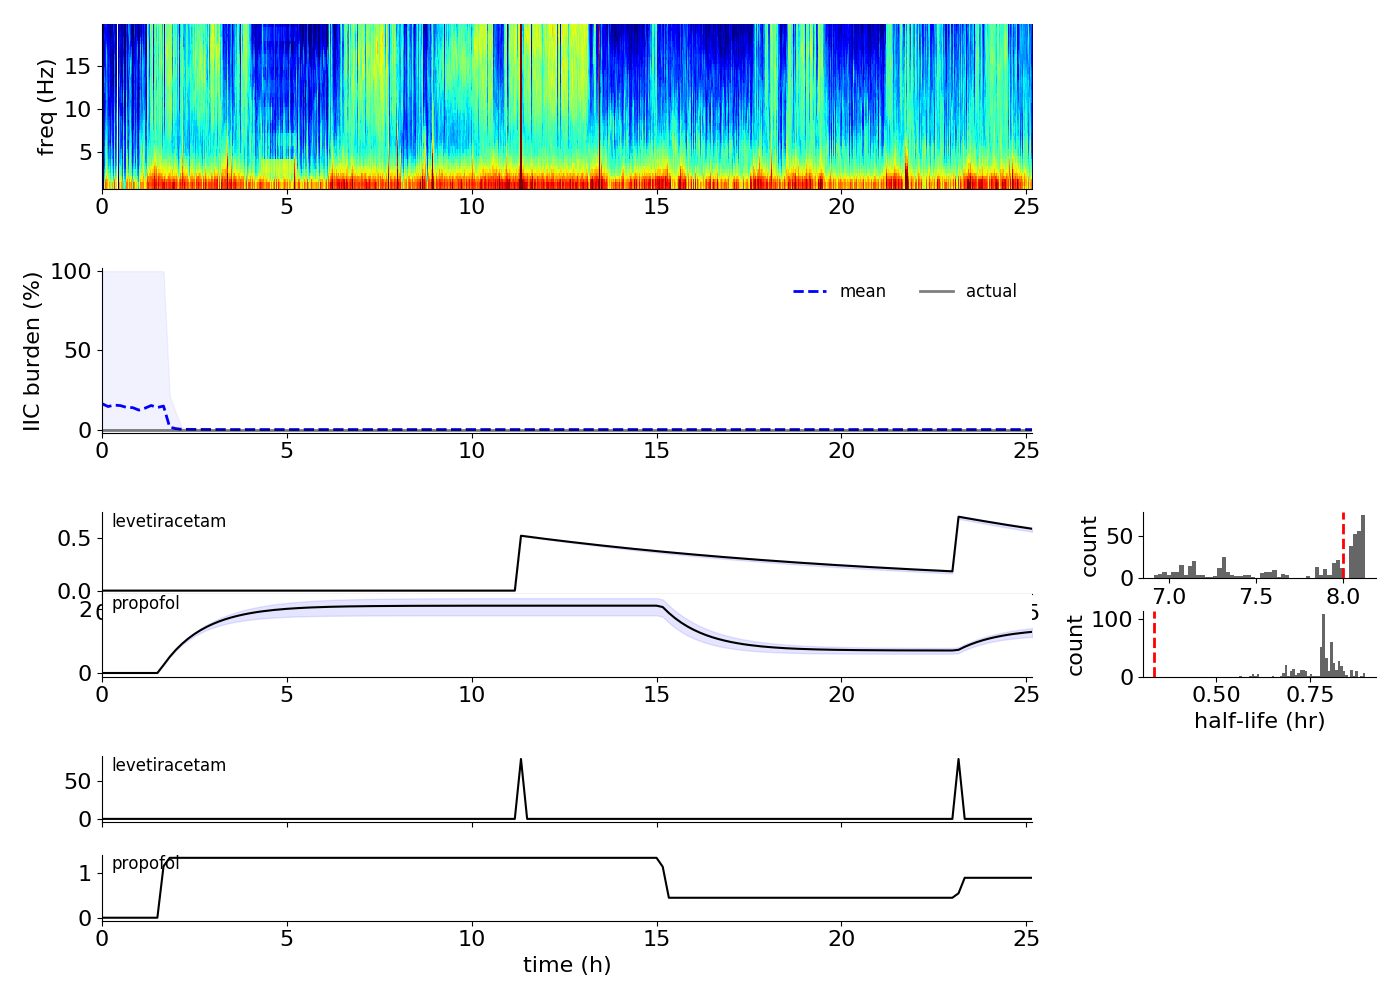 freq (Hz)
15
10
5
0 5 10 15 20 25
IIC burden (%)
100
50
0
mean actual
0 5 10 15 20 25
levetiracetam
0.5
0.0
count
50
0
7.0 7.5 8.0
propofol
2
0
0 5 10 15 20 25
count
100
0
0.50 0.75
half-life (hr)
levetiracetam
50
0
propofol
1
0
0 5 10 15 20 25
time (h)